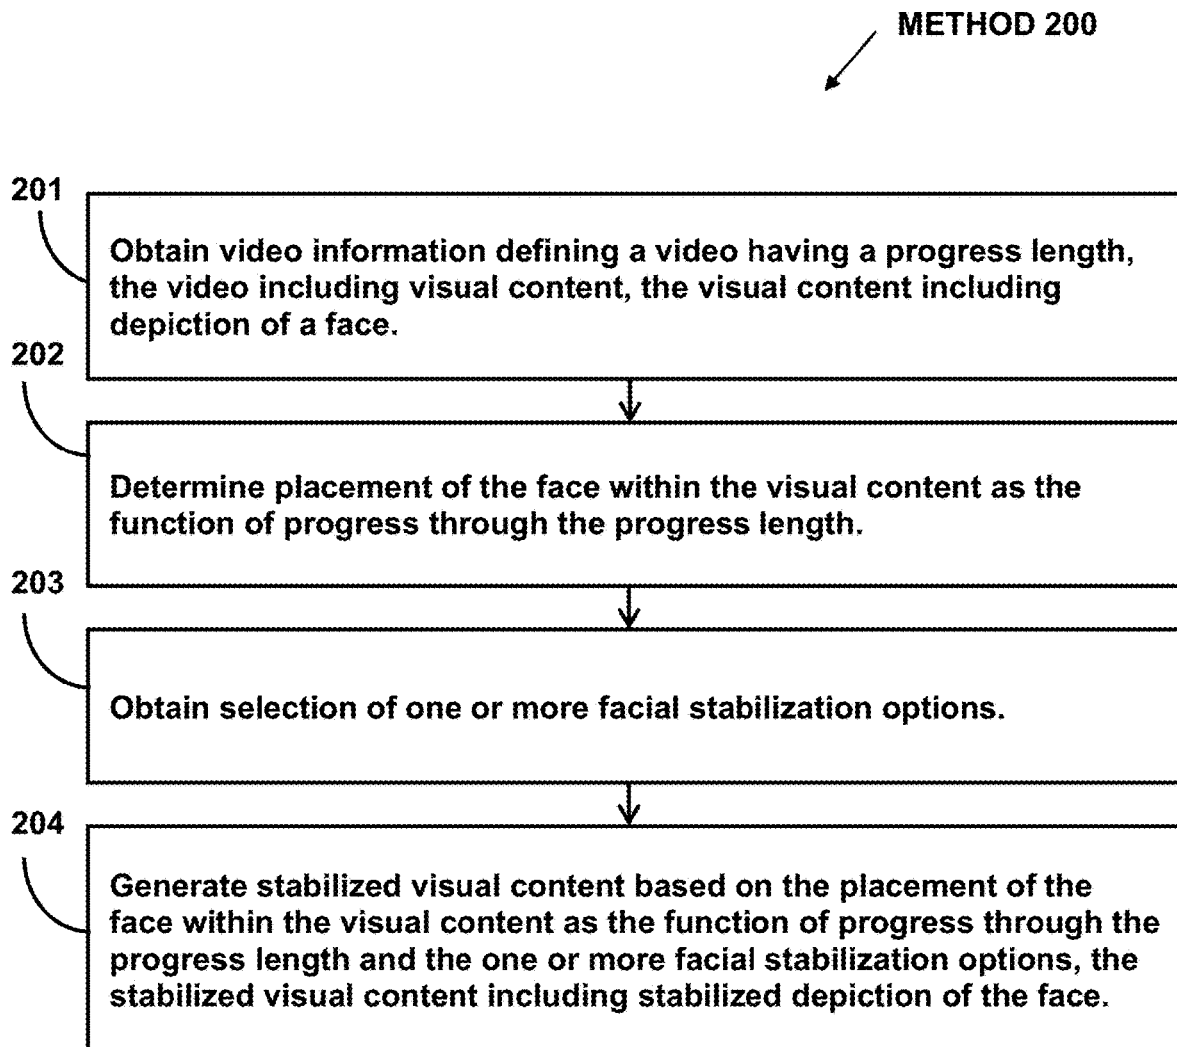 METHOD 200
201
Obtain video information defining a video having a progress length,
the video including visual content, the visual content including
depiction of a face.
202
Determine placement of the face within the visual content as the
function of progress through the progress length.
203
Obtain selection of one or more facial stabilization options.
204
Generate stabilized visual content based on the placement of the
face within the visual content as the function of progress through the
progress length and the one or more facial stabilization options, the
stabilized visual content including stabilized depiction of the face.